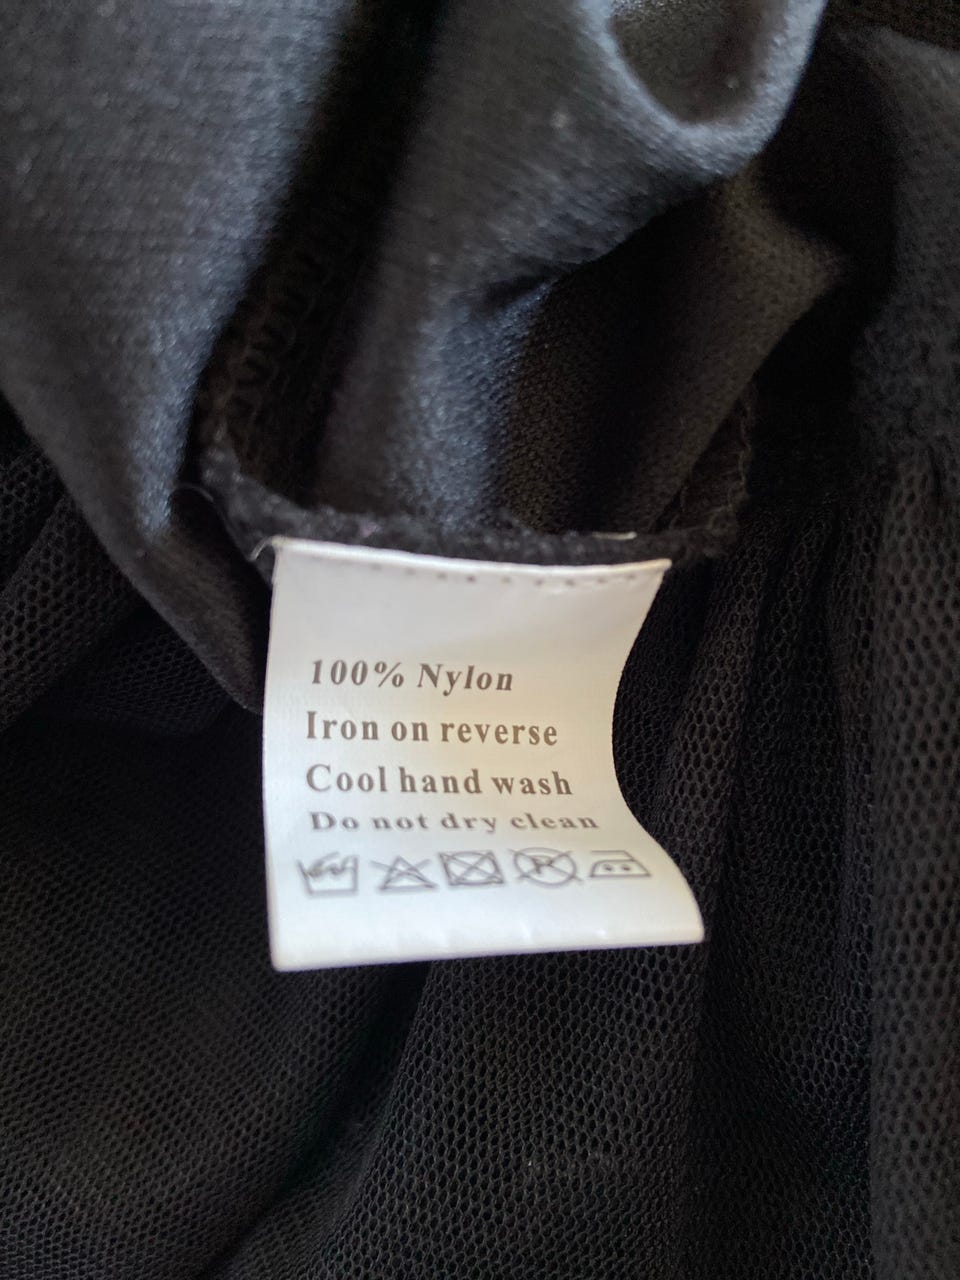 100% Nylon
Iron on reverse
Cool hand wash
Do not dry clean
P